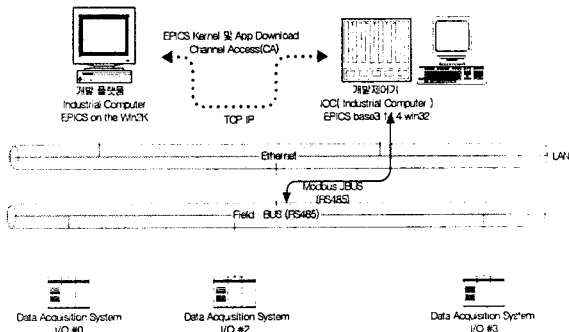 EPICS Kernel 및 App Download
Channel Access(CA)
TCP IP
개발 플랫폼
Industrial Computer
EPICS on the Win2K
개발제어기
ICC( Industrial Computer )
EPICS base3 14 4 win32
Ethernet
LAN
Modbus JBUS
(RS485)
Field BUS (RS485)
Data Acquisition System
I/O #0
Data Acquisition System
I/O #2
Data Acquisition System
I/O #3